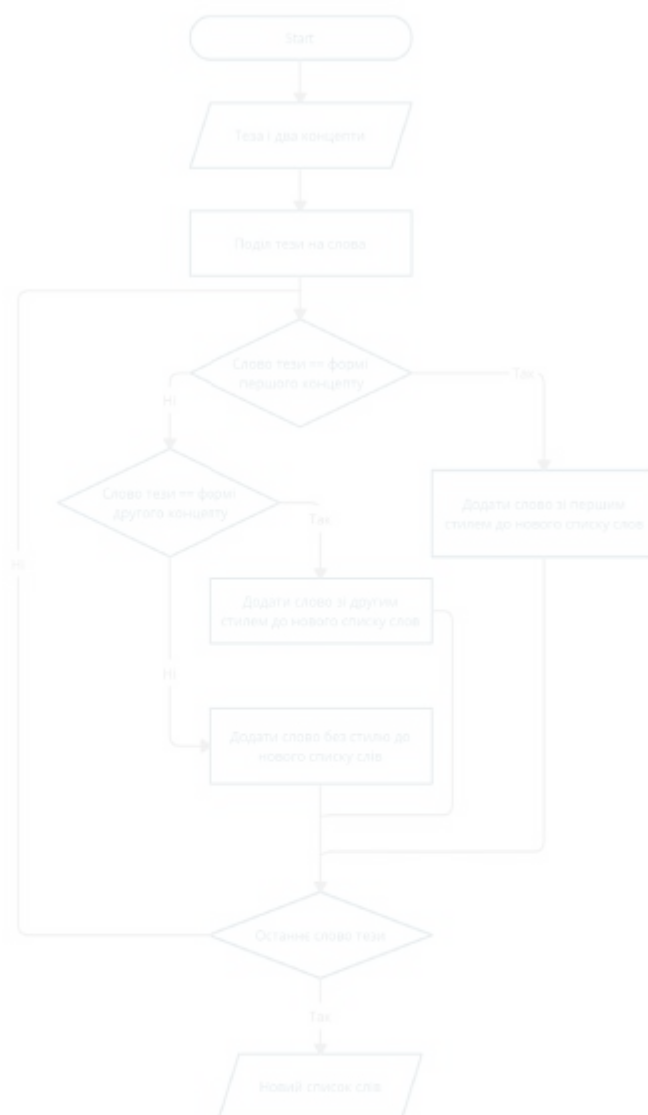 Start
Теза і два концепти
Поділ тези на слова
Слово тези == формі
першого концепту
Так
Ні
Слово тези == формі
другого концепту
Так
Додати слово зі першим
стилем до нового списку слов
Ні
Додати слово зі другим
стилем до нового списку слов
Ні
Додати слово без стилю до
нового списку слів
Останнє слово тези
Так
Новий список слів